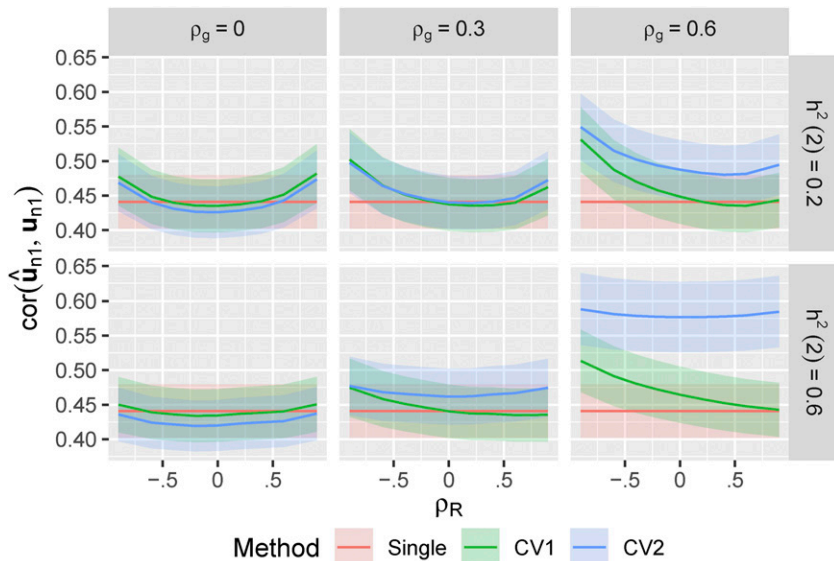 ρg = 0 ρg = 0.3 ρg = 0.6
0.65
0.60
0.55
0.50
0.45
0.40
h² (2) = 0.2
0.65
0.60
0.55
0.50
0.45
0.40
h² (2) = 0.6
cor(ûn1, un1)
−.5 0 .5 −.5 0 .5 −.5 0 .5
ρR
Method Single CV1 CV2